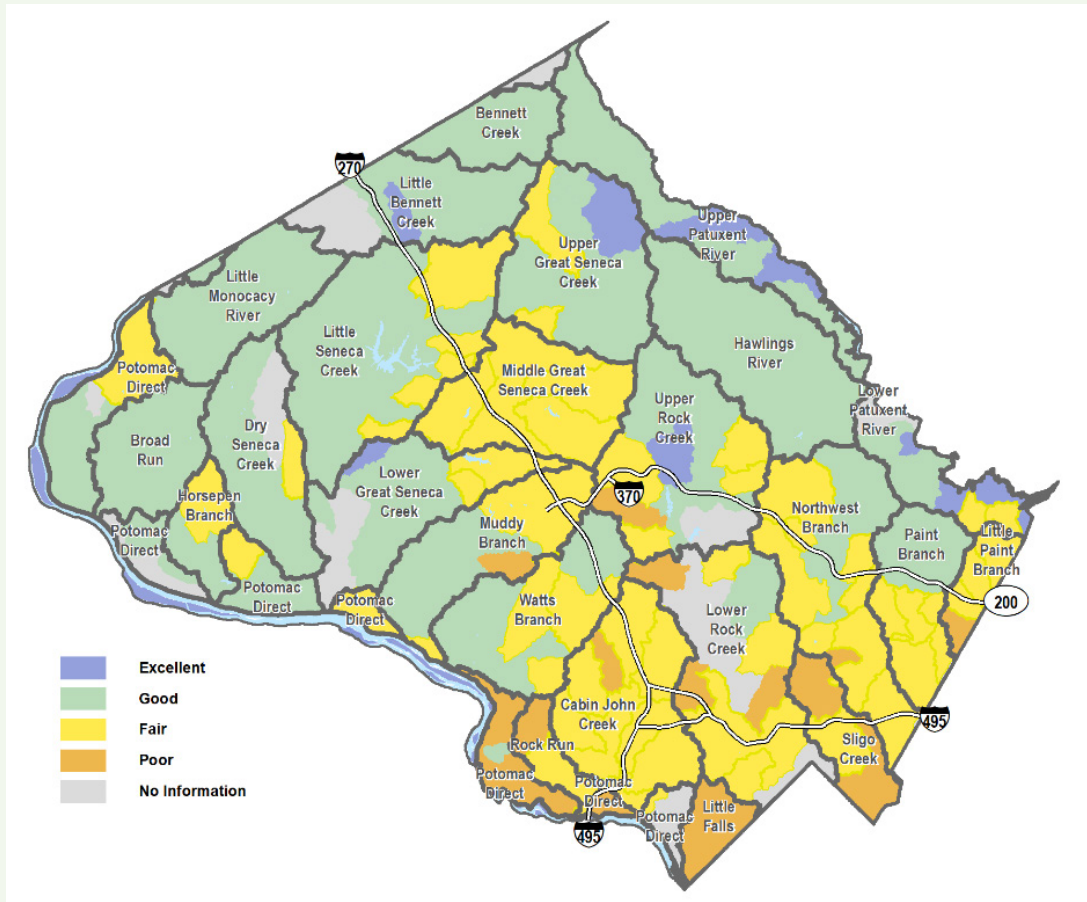 Bennett
Creek
270
Little
Bennett
Creek
Upper
Patuxent
River
Upper
Great Seneca
Creek
Little
Monocacy
River
Little
Seneca
Creek
Hawlings
River
Potomac
Direct
Middle Great
Seneca Creek
Upper
Rock
Creek
Lower
Patuxent
River
Broad
Run
Dry
Seneca
Creek
Lower
Great Seneca
Creek
370
Horsepen
Branch
Muddy
Branch
Northwest
Branch
Paint
Branch
Little
Paint
Branch
Potomac
Direct
Potomac
Direct
Potomac
Direct
Watts
Branch
Lower
Rock
Creek
200
Excellent
Good
Fair
Poor
No Information
Cabin John
Creek
495
Rock Run
Sligo
Creek
Potomac
Direct
Potomac
Direct
Potomac
Direct
Little
Falls
495